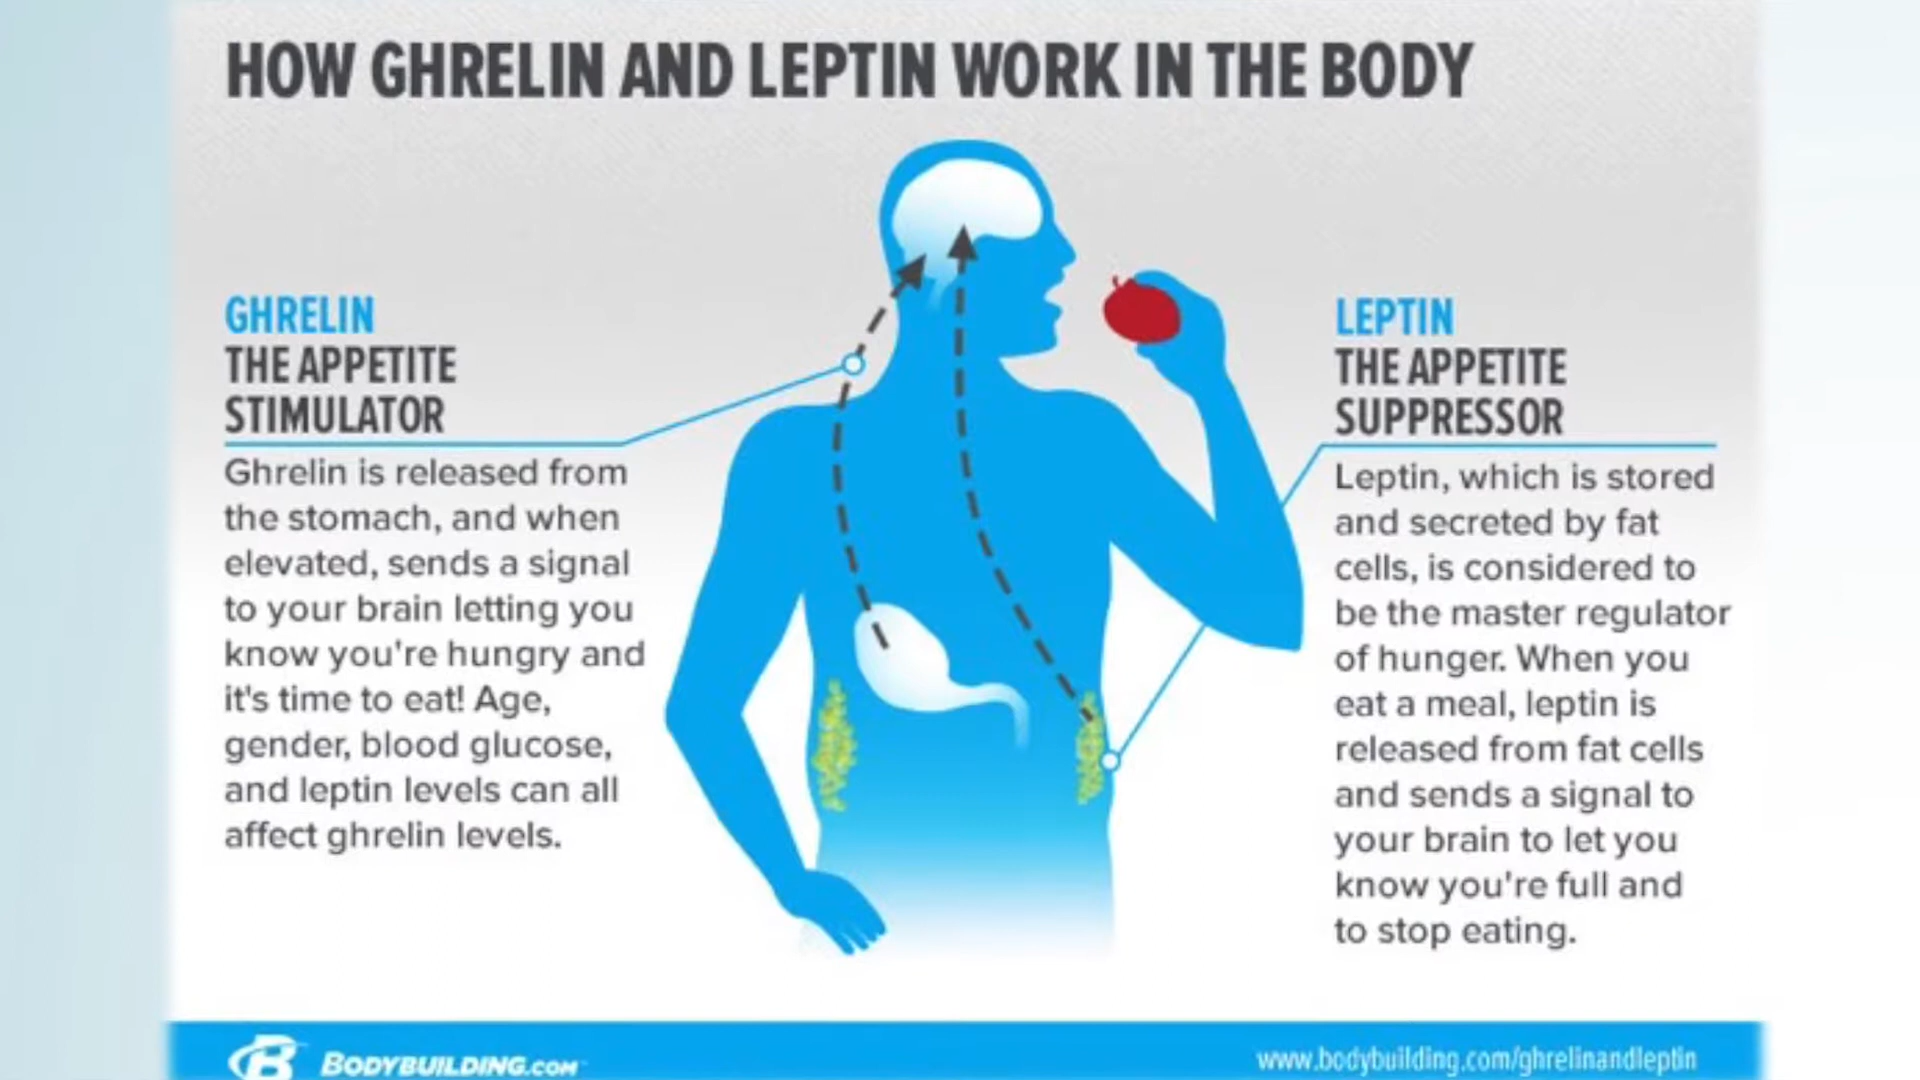 HOW GHRELIN AND LEPTIN WORK IN THE BODY
GHRELIN
THE APPETITE
STIMULATOR
Ghrelin is released from
the stomach, and when
elevated, sends a signal
to your brain letting you
know you're hungry and
it's time to eat! Age,
gender, blood glucose,
and leptin levels can all
affect ghrelin levels.
LEPTIN
THE APPETITE
SUPPRESSOR
Leptin, which is stored
and secreted by fat
cells, is considered to
be the master regulator
of hunger. When you
eat a meal, leptin is
released from fat cells
and sends a signal to
your brain to let you
know you're full and
to stop eating.
B BODYBUILDING.COM
www.bodybuilding.com/ghrelinandleptin